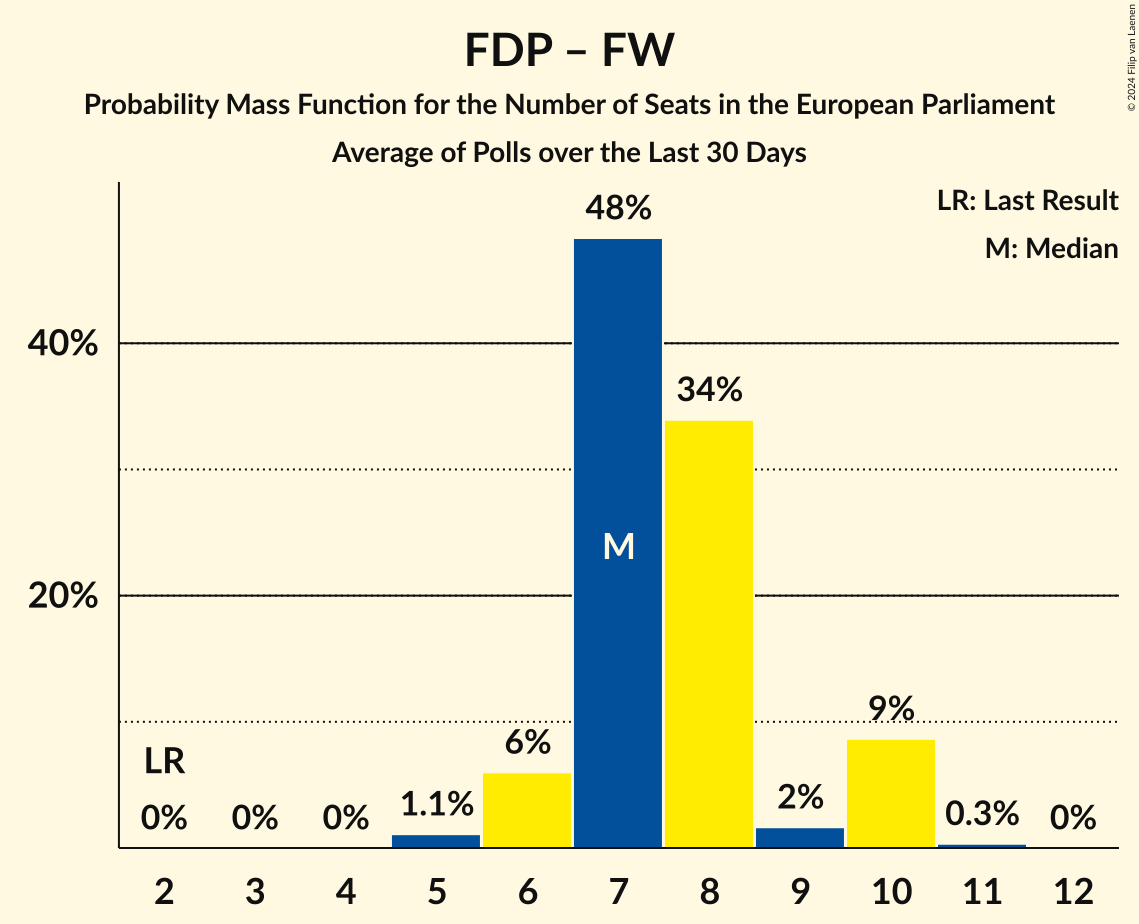 FDP – FW
Probability Mass Function for the Number of Seats in the European Parliament
Average of Polls over the Last 30 Days
© 2024 Filip van Laenen
LR: Last Result
M: Median
48%
40%
34%
M
20%
9%
6%
LR
2%
1.1%
0.3%
0% 0% 0% 0%
2 3 4 5 6 7 8 9 10 11 12